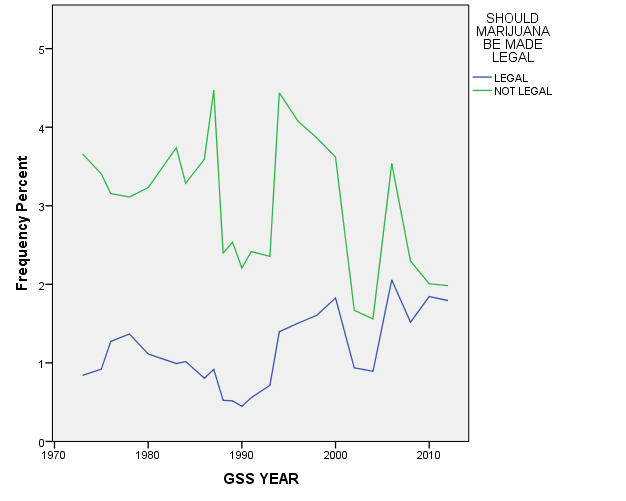 SHOULD
MARIJUANA
BE MADE
LEGAL
LEGAL
NOT LEGAL
Frequency Percent
5
4
3
2
1
0
1970
1980
1990
2000
2010
GSS YEAR